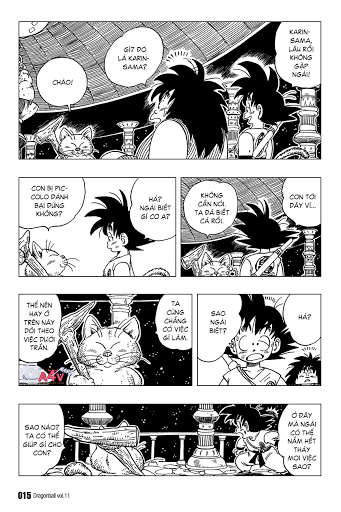 KARIN-
SAMA,
LÂU RỒI
KHÔNG
GẶP
NGÀI!
GÌ? ĐÓ
LÀ KARIN-
SAMA?
CHÀO!
CON TỚI
ĐÂY VÌ...
KHÔNG
CẦN NÓI,
TA ĐÃ BIẾT
CẢ RỒI.
HẢ?
NGÀI BIẾT
GÌ CƠ Ạ?
CON BỊ PIC-
COLO ĐÁNH
BẠI ĐÚNG
KHÔNG?
HẢ?
SAO
NGÀI
BIẾT?
TA
CŨNG
CHẲNG
CÓ VIỆC
GÌ LÀM.
THẾ NÊN
HAY Ở
TRÊN NÀY
DÕI THEO
VIỆC DƯỚI
TRẦN.
A4V
Ở ĐÂY
MÀ NGÀI
CÓ THỂ
NẮM HẾT
THẢY
MỌI VIỆC
SAO?
SAO NÀO?
TA CÓ THỂ
GIÚP GÌ CHO
CON?
015 Dragonball vol.11